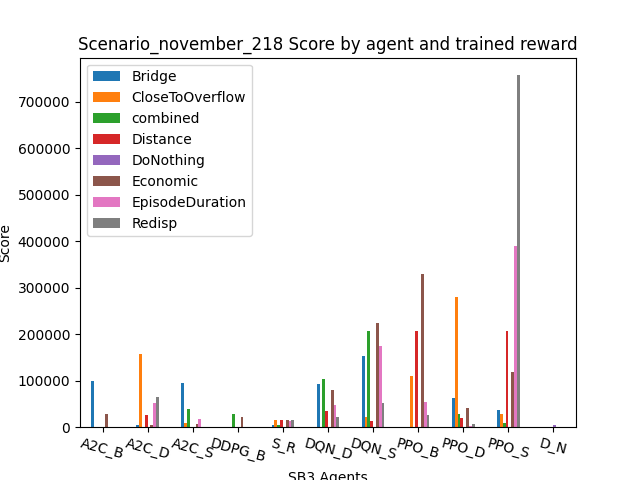 Scenario_november_218 Score by agent and trained reward
Bridge
CloseToOverflow
combined
Distance
DoNothing
Economic
EpisodeDuration
Redisp
Score
700000
600000
500000
400000
300000
200000
100000
0
A2C_B
A2C_D
A2C_S
DDPG_B
S_R
DQN_D
DQN_S
PPO_B
PPO_D
PPO_S
D_N
SB3 Agents